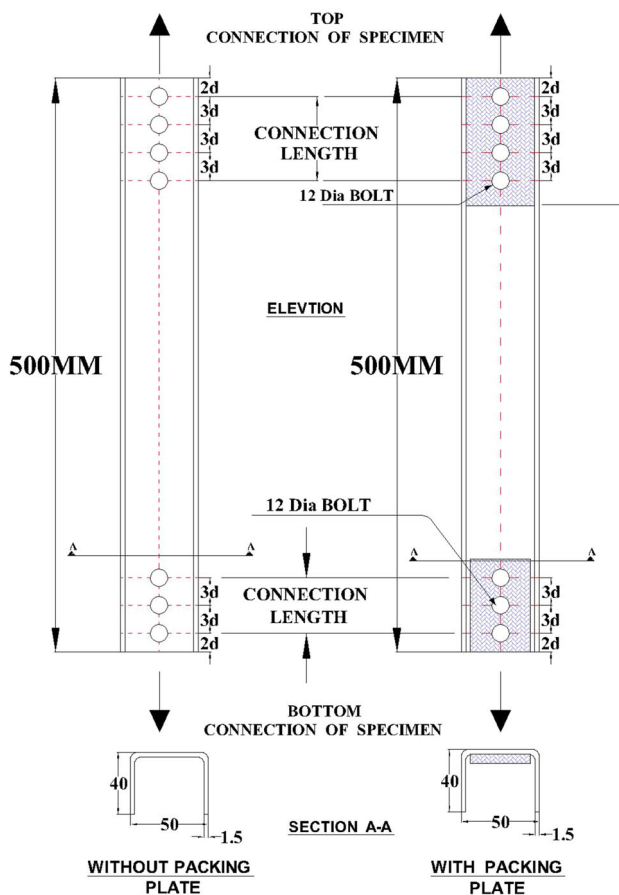 TOP
CONNECTION OF SPECIMEN
2d
3d
3d
3d
CONNECTION
LENGTH
12 Dia BOLT
2d
3d
3d
3d
ELEVTION
500MM
500MM
12 Dia BOLT
A
A
A
A
CONNECTION
LENGTH
3d
3d
2d
3d
3d
2d
BOTTOM
CONNECTION OF SPECIMEN
40
50
1.5
SECTION A-A
40
50
1.5
WITHOUT PACKING
PLATE
WITH PACKING
PLATE